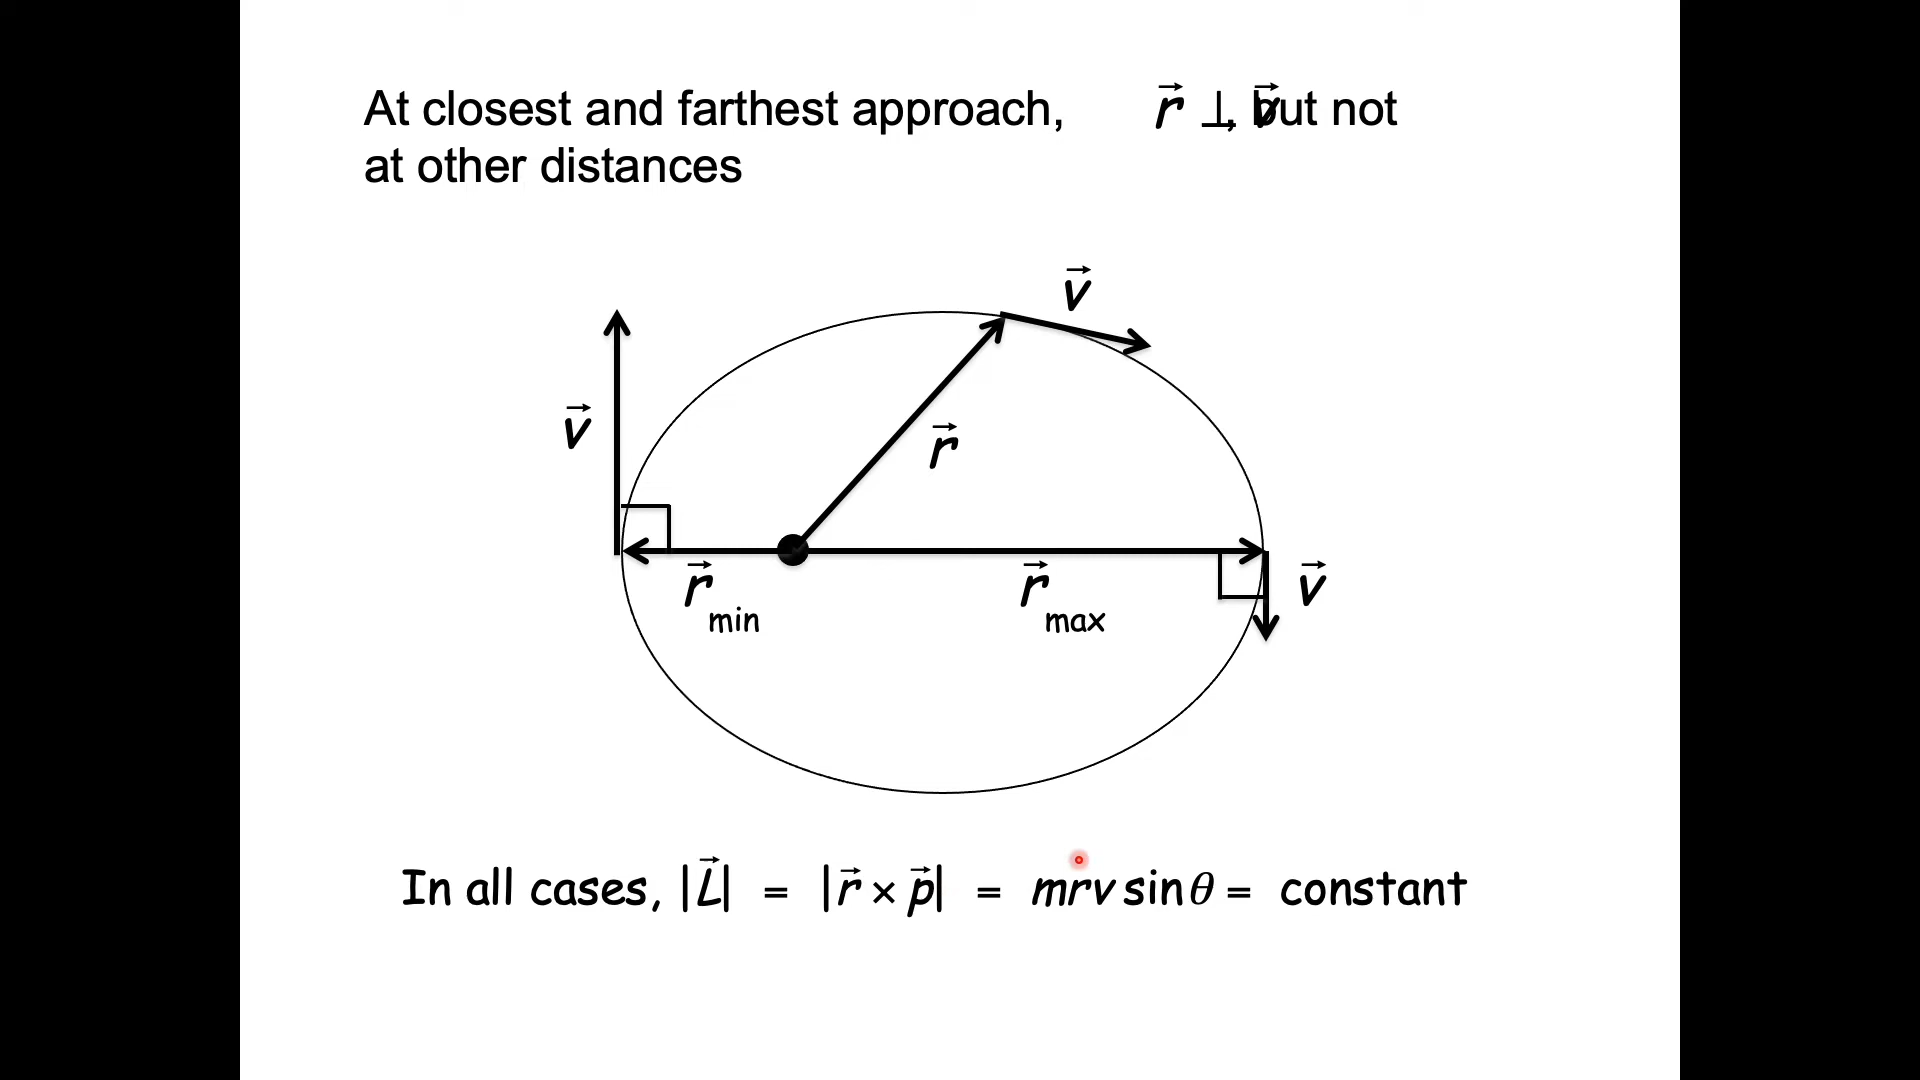 At closest and farthest approach, r⃗ ⊥ v⃗, but not
at other distances
v⃗
v⃗
r⃗
r⃗min
r⃗max
v⃗
In all cases, |L⃗| = |r⃗ × p⃗| = mrv sinθ = constant